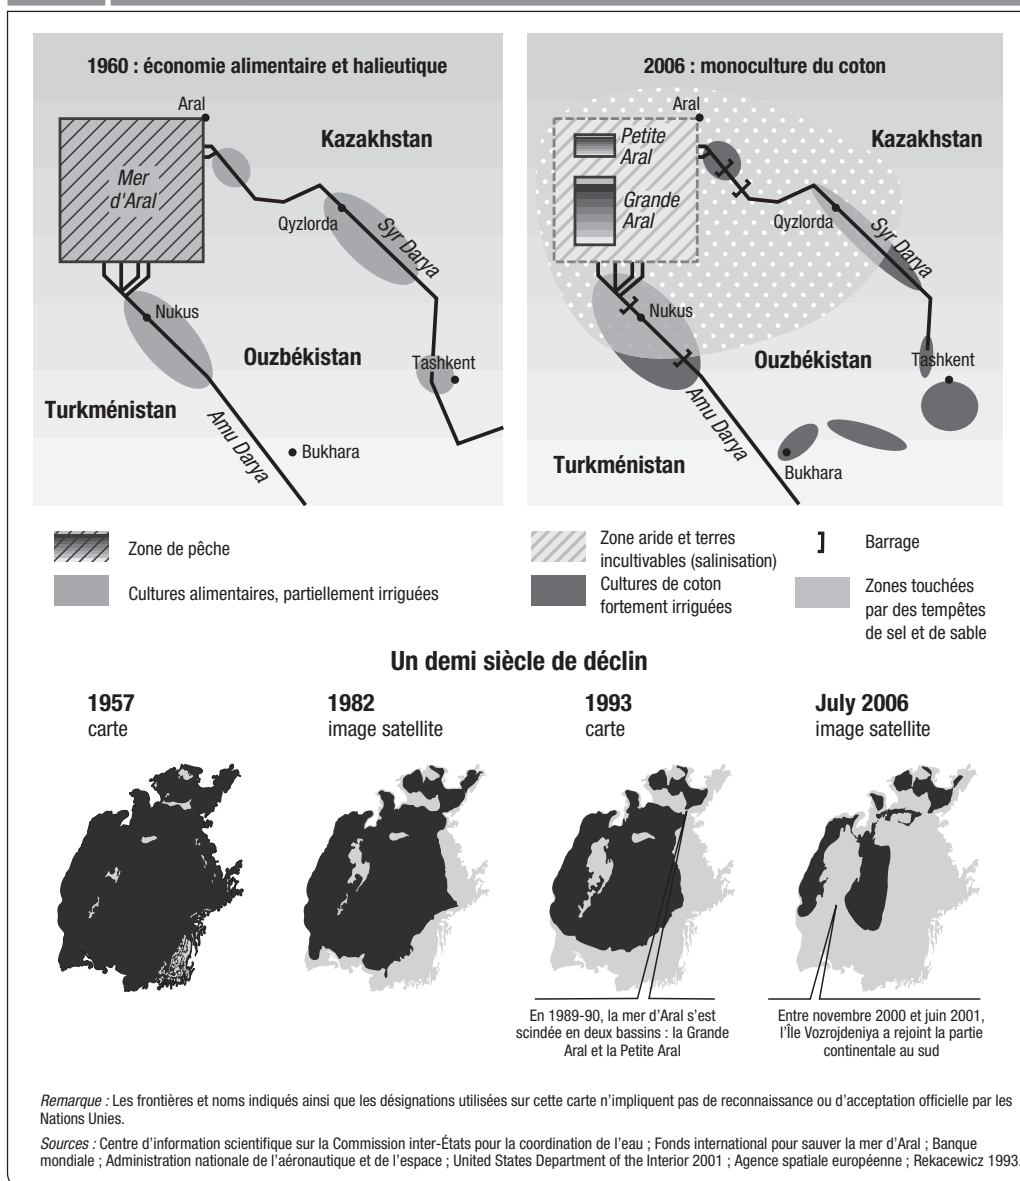 1960 : économie alimentaire et halieutique
Aral
Kazakhstan
Mer
d'Aral
Qyzlorda
Syr Darya
Nukus
Ouzbékistan
Tashkent
Turkménistan
Amu Darya
Bukhara
2006 : monoculture du coton
Aral
Petite
Aral
Kazakhstan
Grande
Aral
Qyzlorda
Syr Darya
Nukus
Ouzbékistan
Tashkent
Amu Darya
Turkménistan
Bukhara
Zone de pêche
Cultures alimentaires, partiellement irriguées
Zone aride et terres
incultivables (salinisation)
Cultures de coton
fortement irriguées
Barrage
Zones touchées
par des tempêtes
de sel et de sable
Un demi siècle de déclin
1957
carte
1982
image satellite
1993
carte
July 2006
image satellite
En 1989-90, la mer d’Aral s’est
scindée en deux bassins : la Grande
Aral et la Petite Aral
Entre novembre 2000 et juin 2001,
l’Île Vozrojdeniya a rejoint la partie
continentale au sud
Remarque : Les frontières et noms indiqués ainsi que les désignations utilisées sur cette carte n’impliquent pas de reconnaissance ou d’acceptation officielle par les
Nations Unies.
Sources : Centre d’information scientifique sur la Commission inter-États pour la coordination de l’eau ; Fonds international pour sauver la mer d’Aral ; Banque
mondiale ; Administration nationale de l’aéronautique et de l’espace ; United States Department of the Interior 2001 ; Agence spatiale européenne ; Rekacewicz 1993.